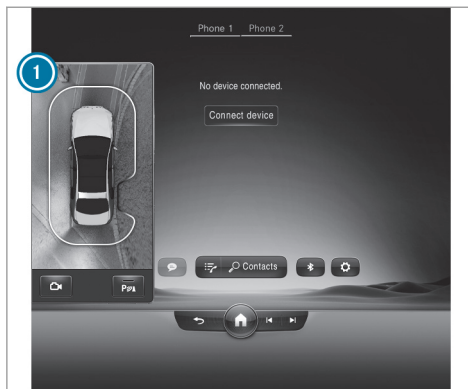 Phone 1 Phone 2
1
No device connected.
Connect device
Contacts